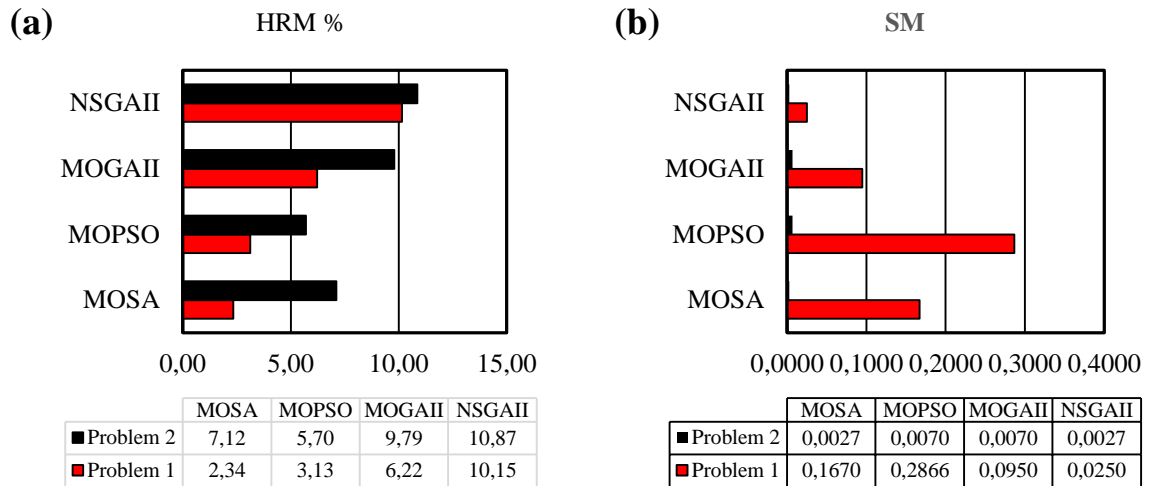 (a)
HRM %
NSGAII
MOGAII
MOPSO
MOSA
0,00 5,00 10,00 15,00
MOSA MOPSO MOGAII NSGAII
Problem 2 7,12 5,70 9,79 10,87
Problem 1 2,34 3,13 6,22 10,15
(b)
SM
NSGAII
MOGAII
MOPSO
MOSA
0,0000 0,1000 0,2000 0,3000 0,4000
MOSA MOPSO MOGAII NSGAII
Problem 2 0,0027 0,0070 0,0070 0,0027
Problem 1 0,1670 0,2866 0,0950 0,0250